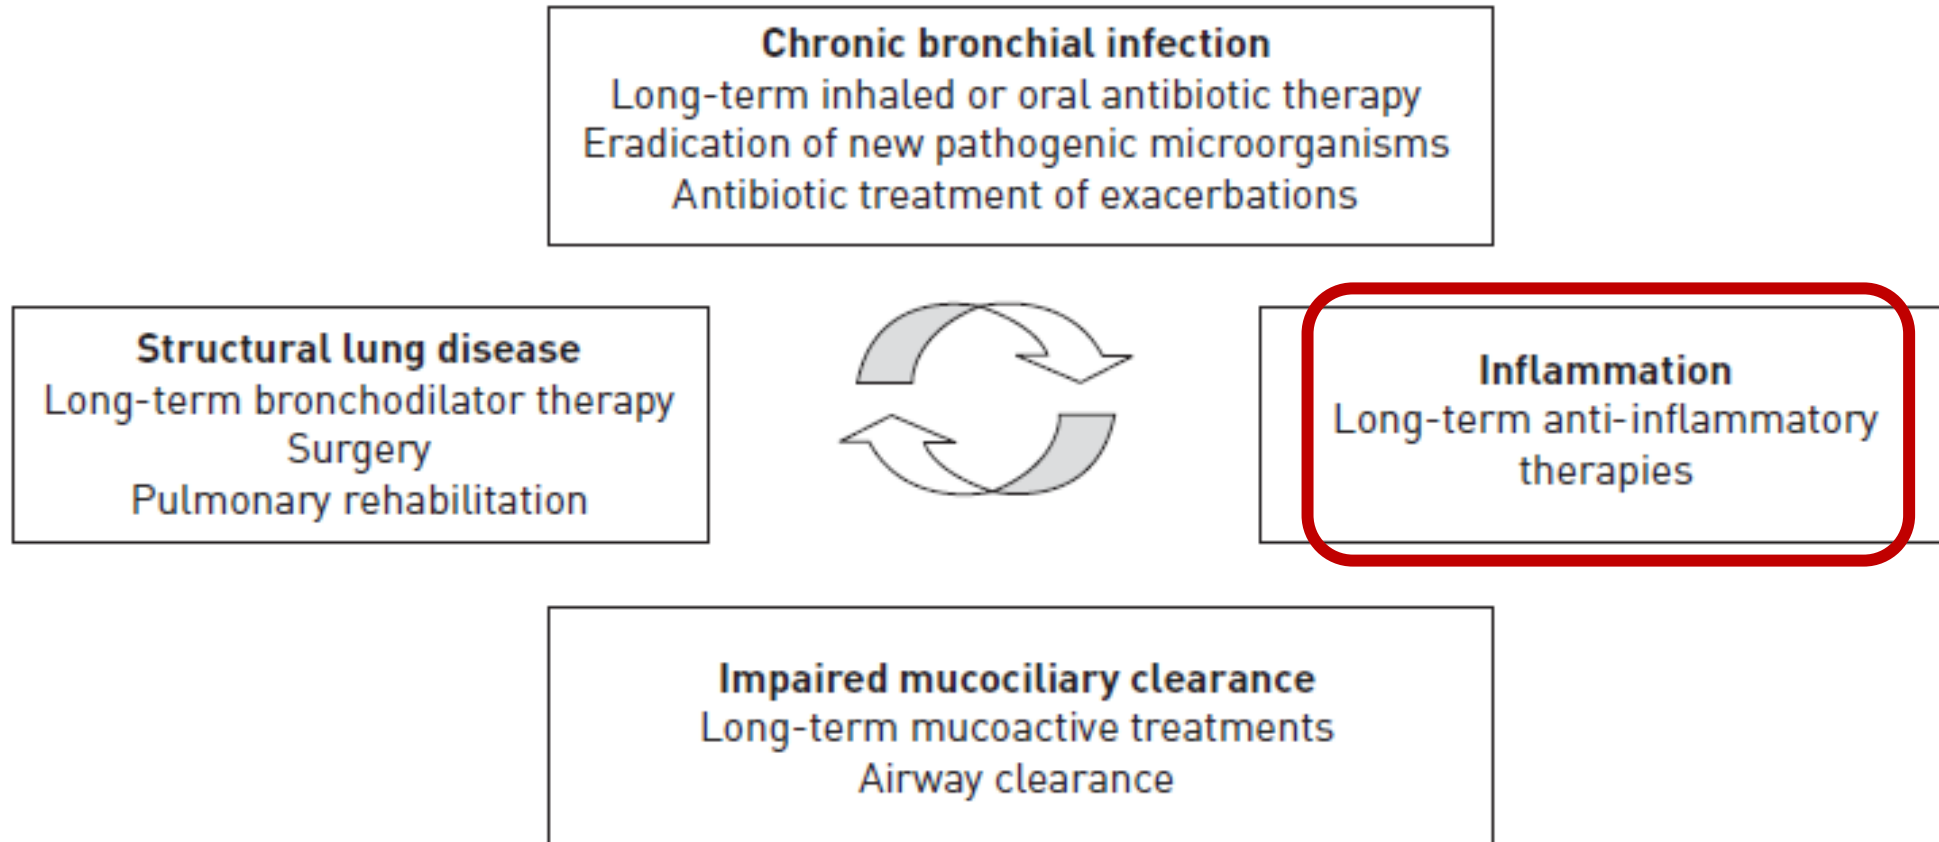 Chronic bronchial infection
Long-term inhaled or oral antibiotic therapy
Eradication of new pathogenic microorganisms
Antibiotic treatment of exacerbations
Structural lung disease
Long-term bronchodilator therapy
Surgery
Pulmonary rehabilitation
Inflammation
Long-term anti-inflammatory
therapies
Impaired mucociliary clearance
Long-term mucoactive treatments
Airway clearance